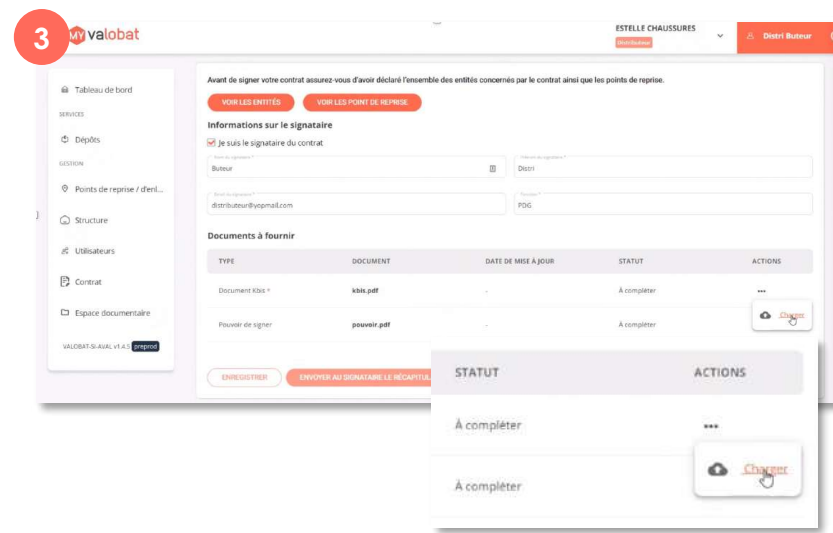 3
MY valobat
ESTELLE CHAUSSURES
Distributeur
Distri Buteur
Tableau de bord
SERVICES
Dépôts
GESTION
Points de reprise / d'enl...
Structure
Utilisateurs
Contrat
Espace documentaire
VALOBAT-SI-AVAL v1.4.5 preprod
Avant de signer votre contrat assurez-vous d'avoir déclaré l'ensemble des entités concernés par le contrat ainsi que les points de reprise.
VOIR LES ENTITÉS VOIR LES POINT DE REPRISE
Informations sur le signataire
Je suis le signataire du contrat
Buteur
Distri
distributeur@yopmail.com
PDG
Documents à fournir
TYPE DOCUMENT DATE DE MISE À JOUR STATUT ACTIONS
Document Kbis * kbis.pdf - À compléter ...
Charger
Pouvoir de signer pouvoir.pdf - À compléter
ENREGISTRER ENVOYER AU SIGNATAIRE LE RÉCAPITUL
STATUT ACTIONS
À compléter ...
Charger
À compléter